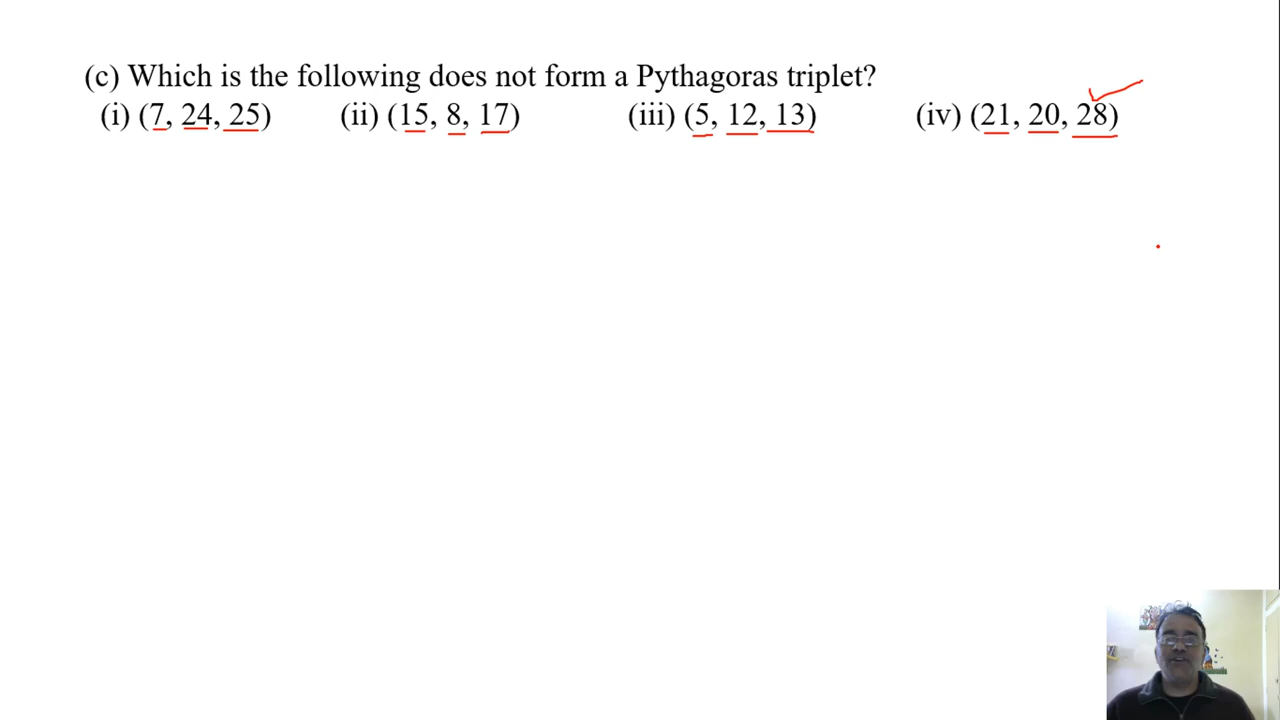 (c) Which is the following does not form a Pythagoras triplet?
(i) (7, 24, 25) (ii) (15, 8, 17) (iii) (5, 12, 13) (iv) (21, 20, 28)